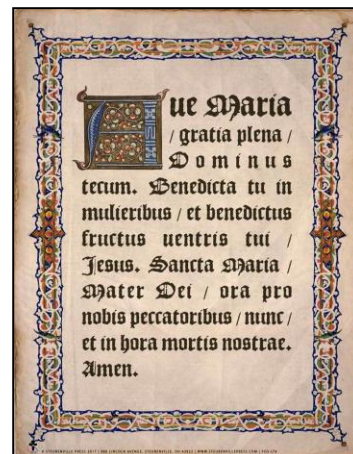 Aue Maria
/ gratia plena /
Dominus
tecum. Benedicta tu in
mulieribus / et benedictus
fructus uentris tui /
Jesus. Sancta Maria /
Mater Dei / ora pro
nobis peccatoribus / nunc /
et in hora mortis nostrae.
Amen.